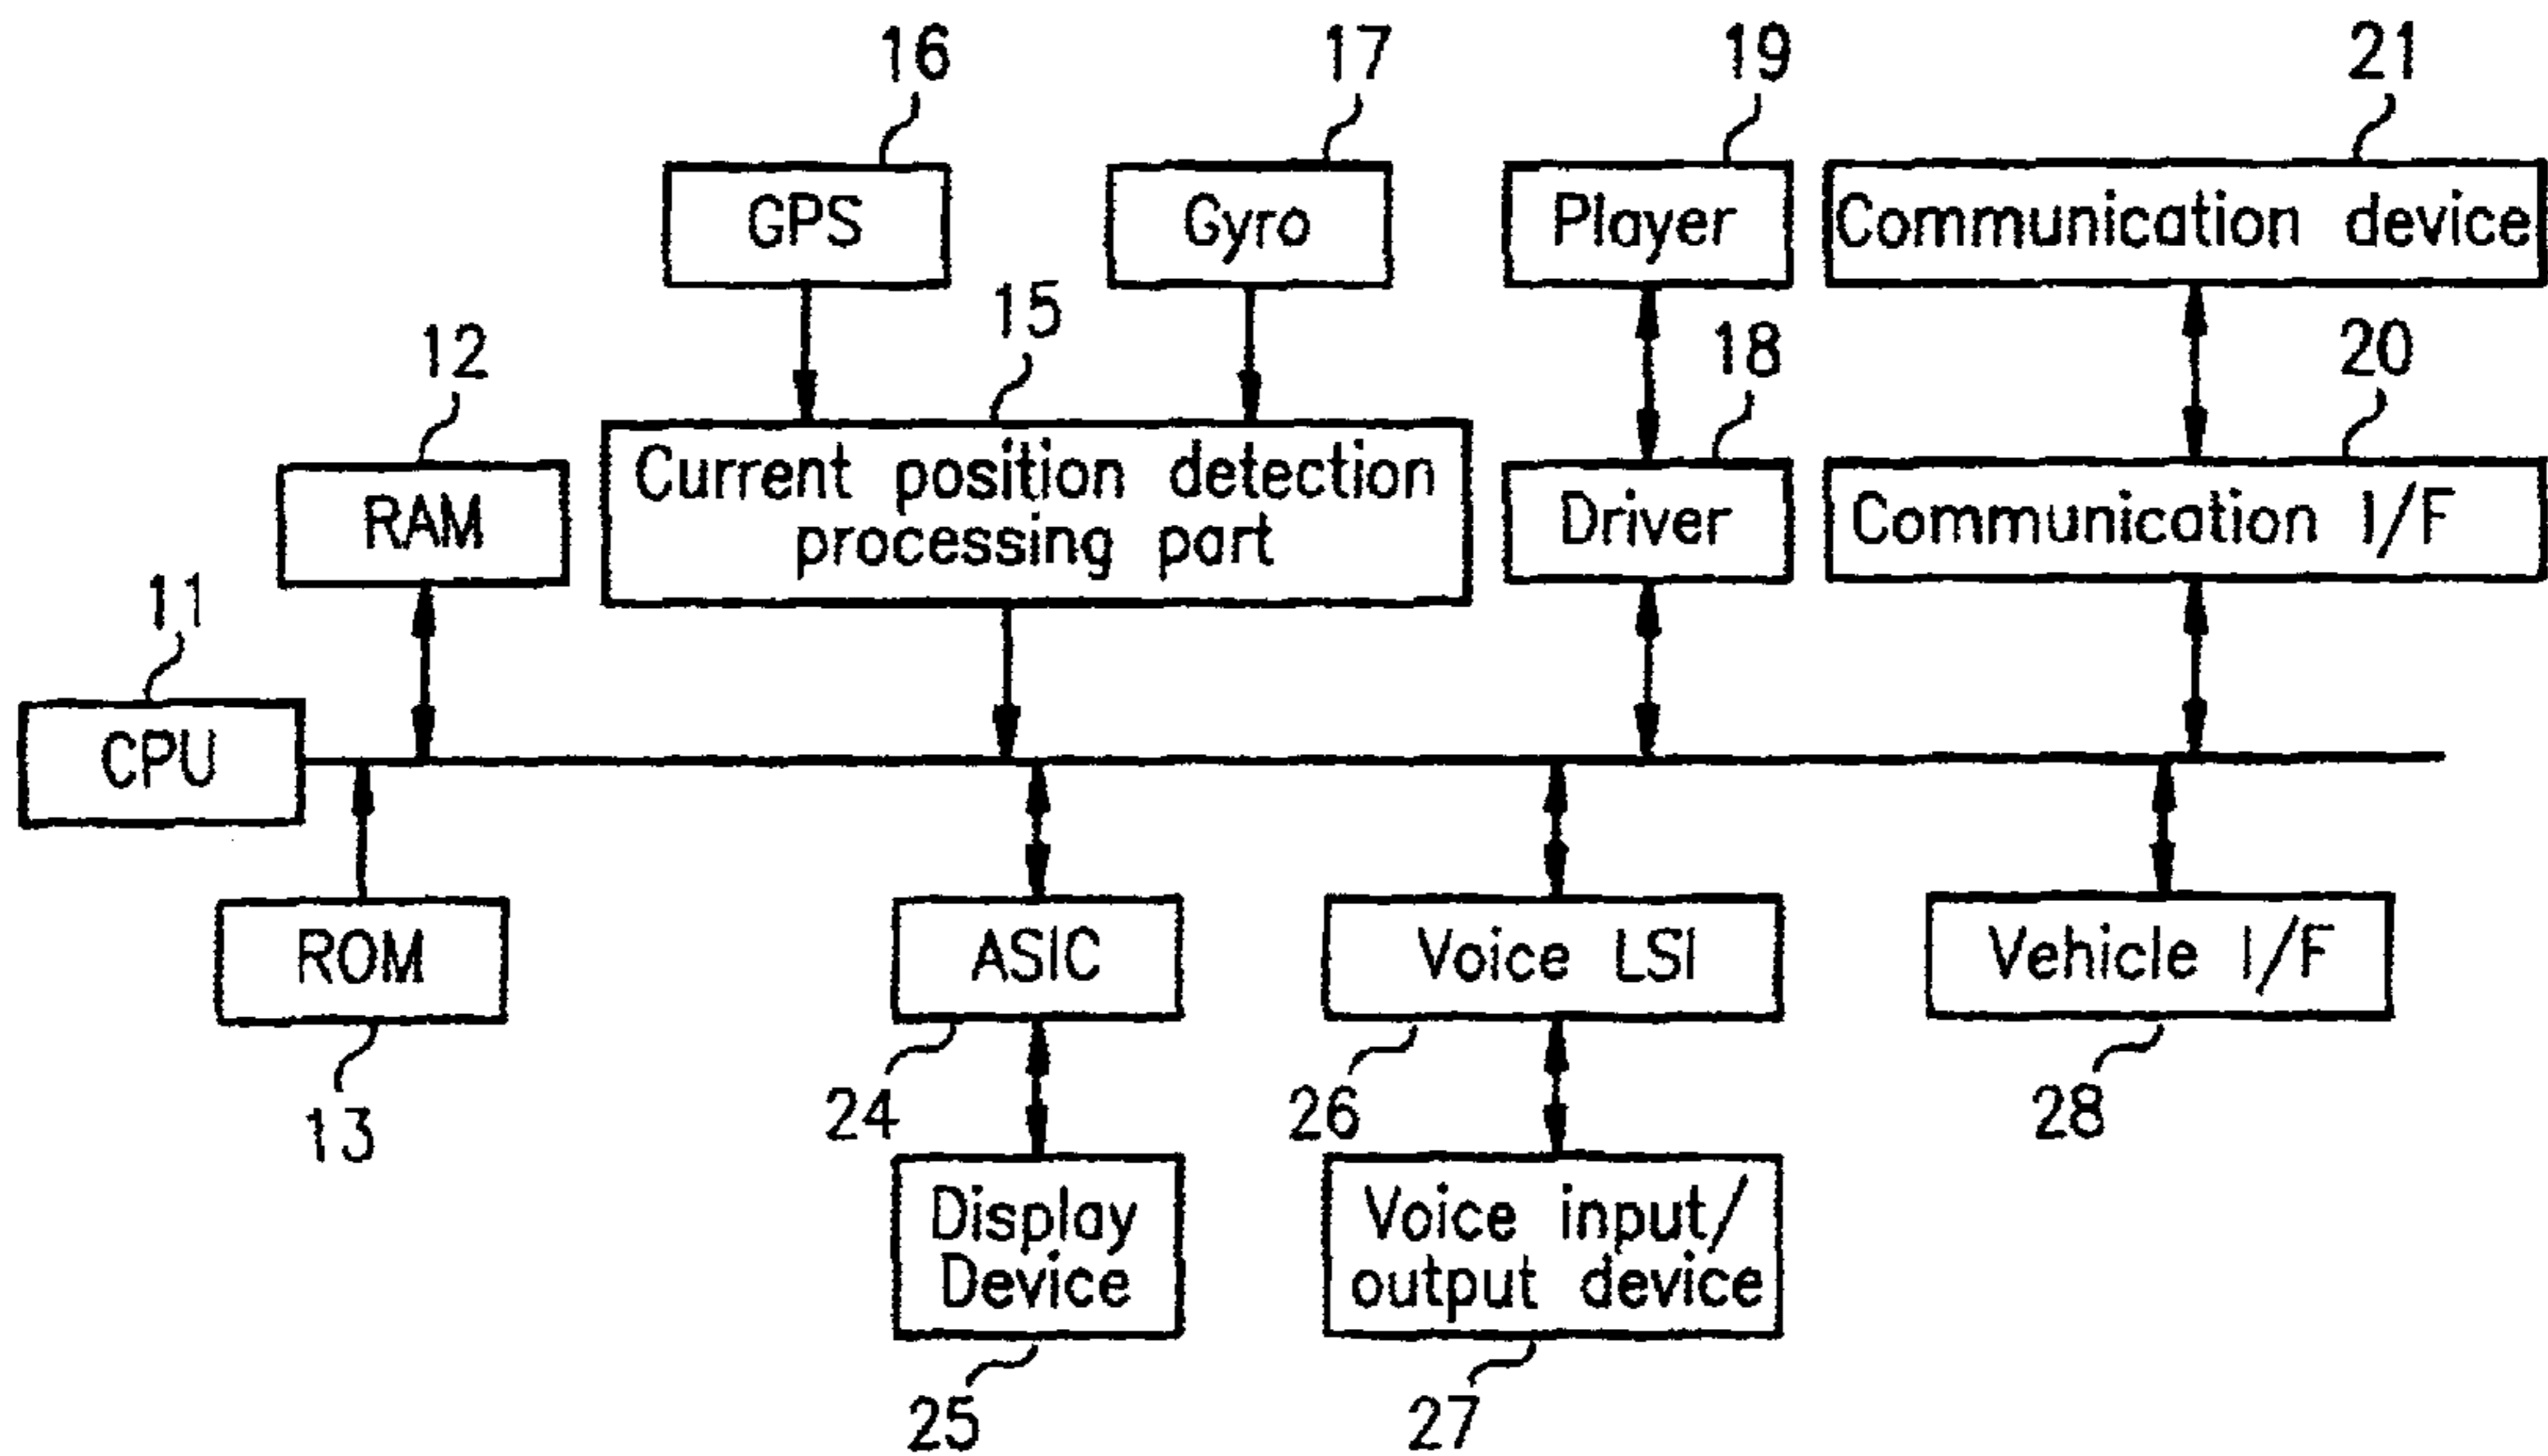 16
17
19
21
GPS
Gyro
Player
Communication device
15
12
18
20
RAM
Current position detection
processing part
Driver
Communication I/F
11
CPU
ROM
ASIC
Voice LSI
Vehicle I/F
13
24
26
28
Display
Device
Voice input/
output device
25
27